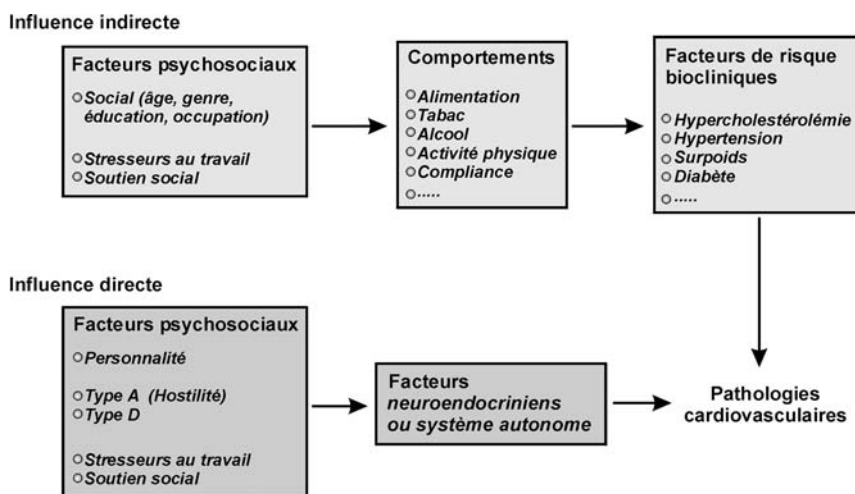 Influence indirecte
Facteurs psychosociaux
Social (âge, genre,
éducation, occupation)
Stresseurs au travail
Soutien social
Comportements
Alimentation
Tabac
Alcool
Activité physique
Compliance
.....
Facteurs de risque
biocliniques
Hypercholestérolémie
Hypertension
Surpoids
Diabète
.....
Influence directe
Facteurs psychosociaux
Personnalité
Type A (Hostilité)
Type D
Stresseurs au travail
Soutien social
Facteurs
neuroendocriniens
ou système autonome
Pathologies
cardiovasculaires